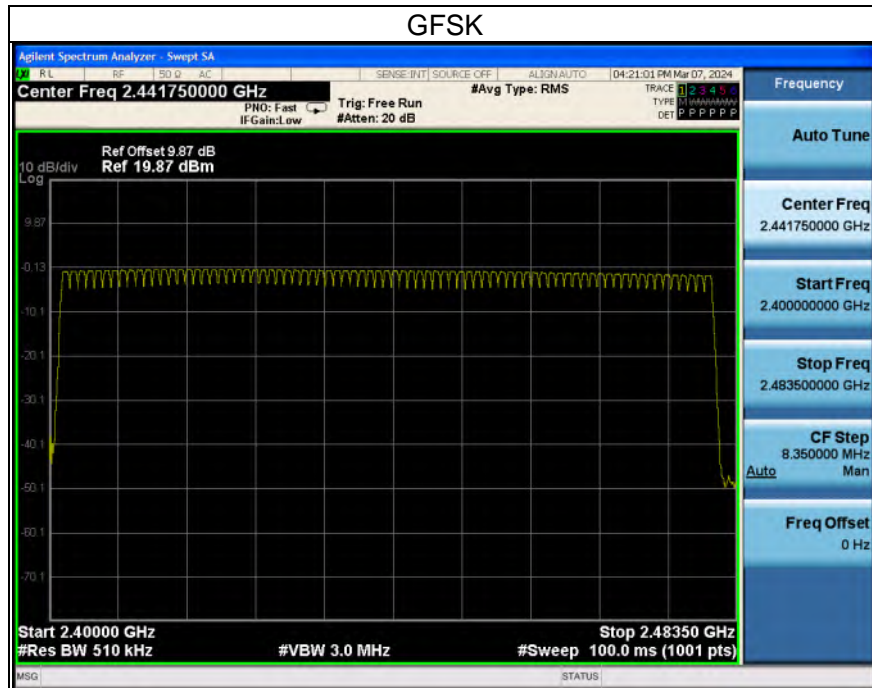 GFSK
Agilent Spectrum Analyzer - Swept SA
RL RF 50 Ω AC SENSE:INT SOURCE OFF ALIGNAUTO 04:21:01 PM Mar 07, 2024
Center Freq 2.441750000 GHz #Avg Type: RMS TRACE 1 2 3 4 5 6
PNO: Fast Trig: Free Run TYPE
IFGain:Low #Atten: 20 dB DET P P P P P P
Ref Offset 9.87 dB
10 dB/div Ref 19.87 dBm
Log
9.87
-0.13
-10.1
-20.1
-30.1
-40.1
-50.1
-60.1
-70.1
Start 2.40000 GHz Stop 2.48350 GHz
#Res BW 510 kHz #VBW 3.0 MHz #Sweep 100.0 ms (1001 pts)
MSG STATUS
Frequency
Auto Tune
Center Freq
2.441750000 GHz
Start Freq
2.400000000 GHz
Stop Freq
2.483500000 GHz
CF Step
8.350000 MHz
Auto Man
Freq Offset
0 Hz